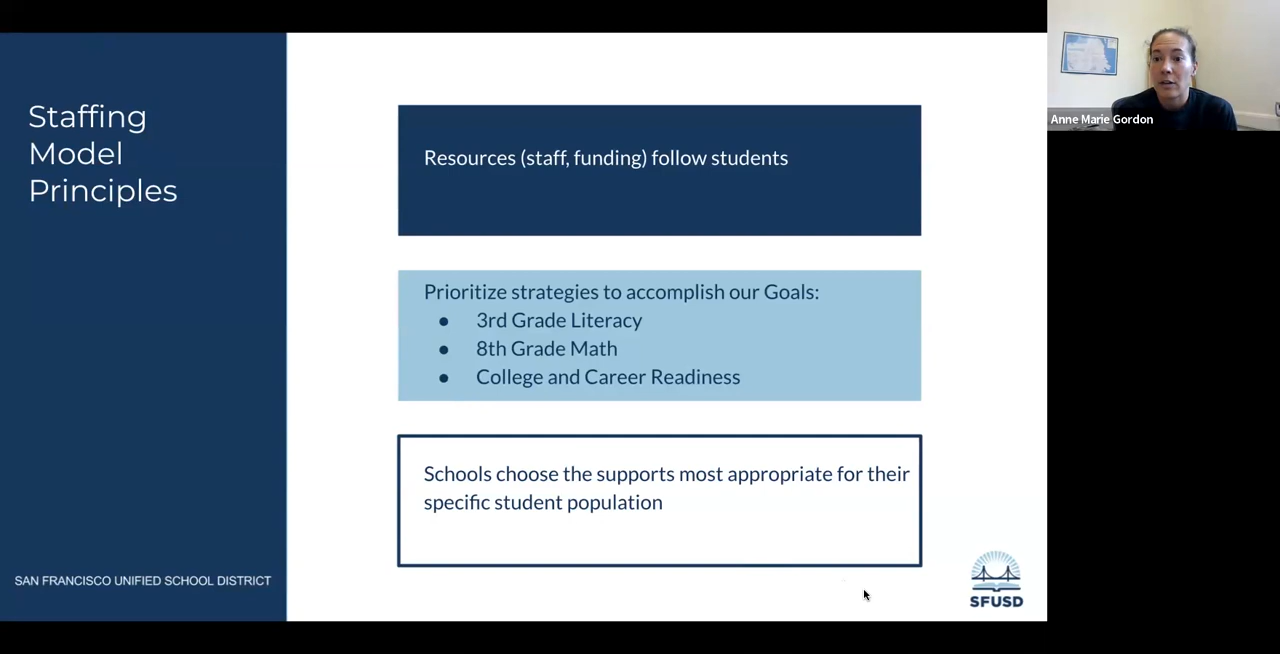 Staffing
Model
Principles
Resources (staff, funding) follow students
Prioritize strategies to accomplish our Goals:
● 3rd Grade Literacy
● 8th Grade Math
● College and Career Readiness
Schools choose the supports most appropriate for their
specific student population
SAN FRANCISCO UNIFIED SCHOOL DISTRICT
SFUSD
Anne Marie Gordon